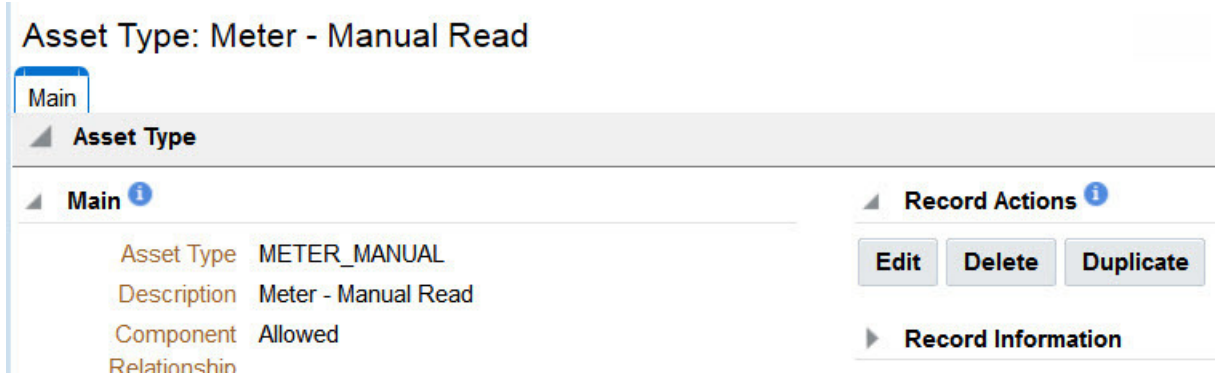 Asset Type: Meter - Manual Read
Main
Asset Type
Main
Record Actions
Asset Type METER_MANUAL
Edit Delete Duplicate
Description Meter - Manual Read
Component Allowed
Relationship
Record Information